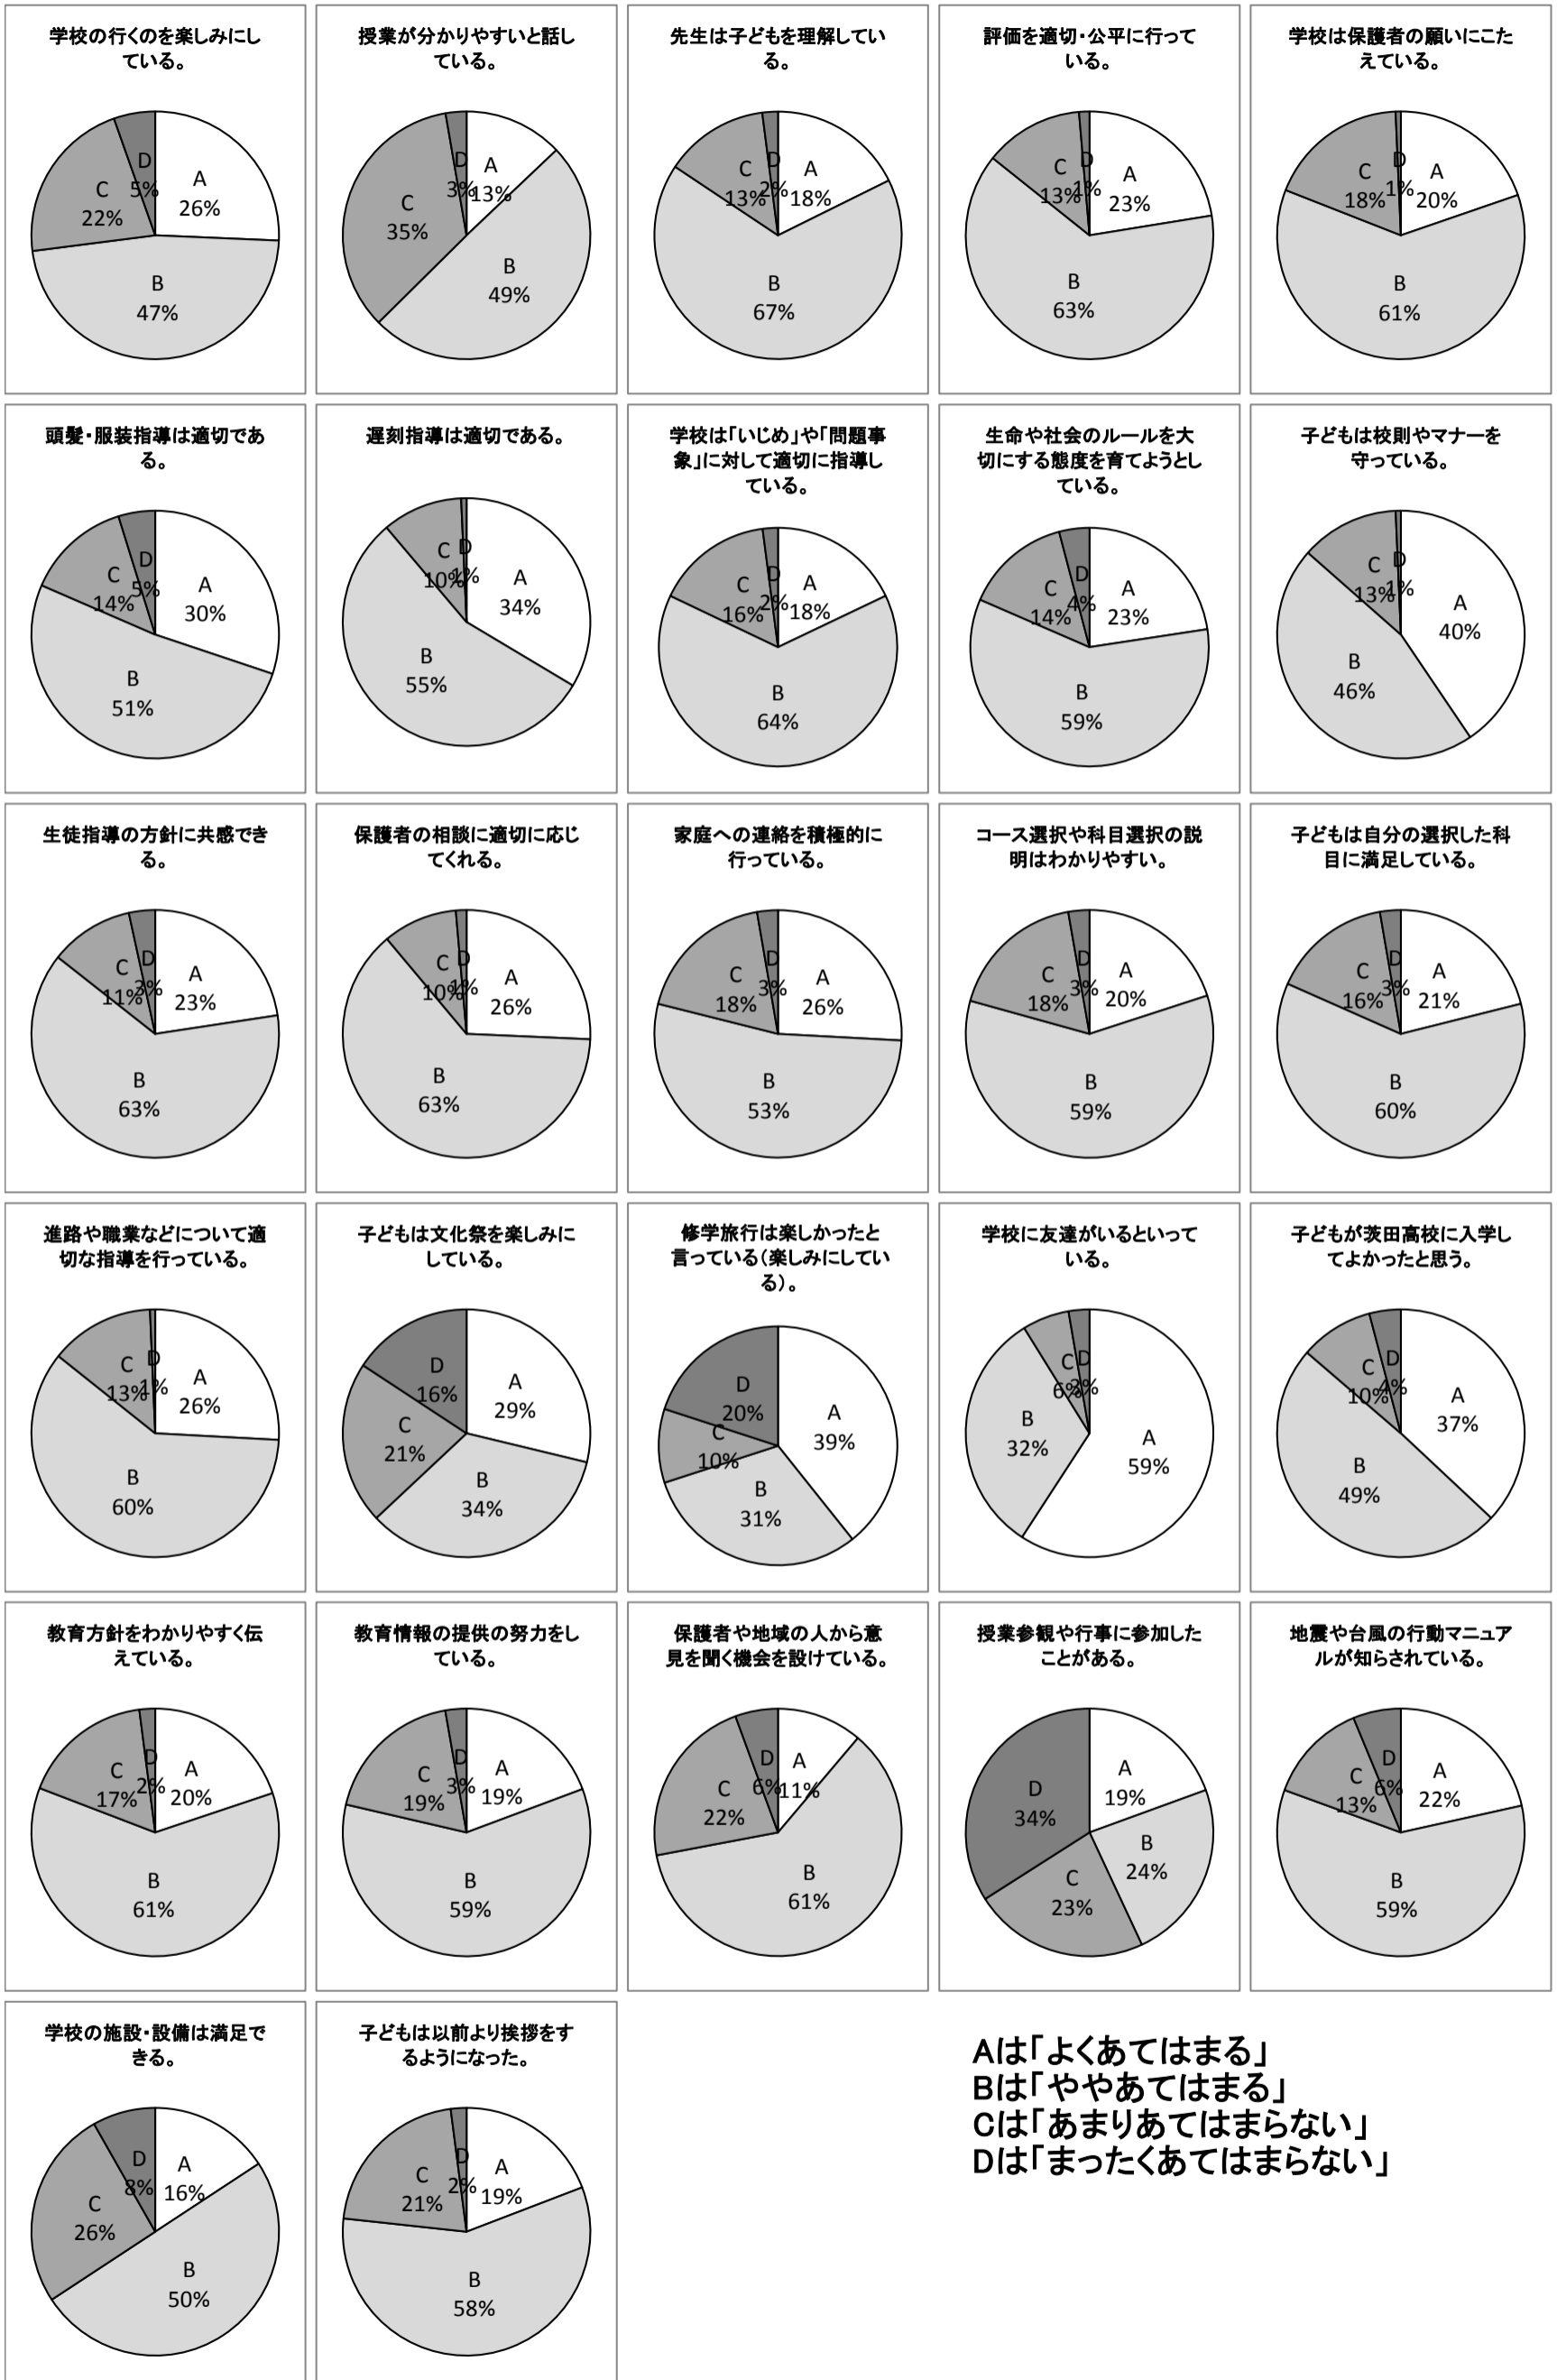 学校の行くのを楽しみにし
ている。
A
26%
B
47%
C
22%
D
5%
授業が分かりやすいと話し
ている。
A
13%
B
49%
C
35%
D
3%
先生は子どもを理解してい
る。
A
18%
B
67%
C
13%
D
2%
評価を適切・公平に行って
いる。
A
23%
B
63%
C
13%
D
1%
学校は保護者の願いにこた
えている。
A
20%
B
61%
C
18%
D
1%
頭髪・服装指導は適切であ
る。
A
30%
B
51%
C
14%
D
5%
遅刻指導は適切である。
A
34%
B
55%
C
10%
D
1%
学校は「いじめ」や「問題事
象」に対して適切に指導し
ている。
A
18%
B
64%
C
16%
D
2%
生命や社会のルールを大
切にする態度を育てようとし
ている。
A
23%
B
59%
C
14%
D
4%
子どもは校則やマナーを
守っている。
A
40%
B
46%
C
13%
D
1%
生徒指導の方針に共感でき
る。
A
23%
B
63%
C
11%
D
3%
保護者の相談に適切に応じ
てくれる。
A
26%
B
63%
C
10%
D
1%
家庭への連絡を積極的に
行っている。
A
26%
B
53%
C
18%
D
3%
コース選択や科目選択の説
明はわかりやすい。
A
20%
B
59%
C
18%
D
3%
子どもは自分の選択した科
目に満足している。
A
21%
B
60%
C
16%
D
3%
進路や職業などについて適
切な指導を行っている。
A
26%
B
60%
C
13%
D
1%
子どもは文化祭を楽しみに
している。
A
29%
B
34%
C
21%
D
16%
修学旅行は楽しかったと
言っている（楽しみにしてい
る）。
A
39%
B
31%
C
10%
D
20%
学校に友達がいるといって
いる。
A
59%
B
32%
C
6%
D
3%
子どもが茨田高校に入学し
てよかったと思う。
A
37%
B
49%
C
10%
D
4%
教育方針をわかりやすく伝
えている。
A
20%
B
61%
C
17%
D
2%
教育情報の提供の努力をし
ている。
A
19%
B
59%
C
19%
D
3%
保護者や地域の人から意
見を聞く機会を設けている。
A
11%
B
61%
C
22%
D
6%
授業参観や行事に参加した
ことがある。
A
19%
B
24%
C
23%
D
34%
地震や台風の行動マニュア
ルが知らされている。
A
22%
B
59%
C
13%
D
6%
学校の施設・設備は満足で
きる。
A
16%
B
50%
C
26%
D
8%
子どもは以前より挨拶をす
るようになった。
A
19%
B
58%
C
21%
D
2%
Aは「よくあてはまる」
Bは「ややあてはまる」
Cは「あまりあてはまらない」
Dは「まったくあてはまらない」